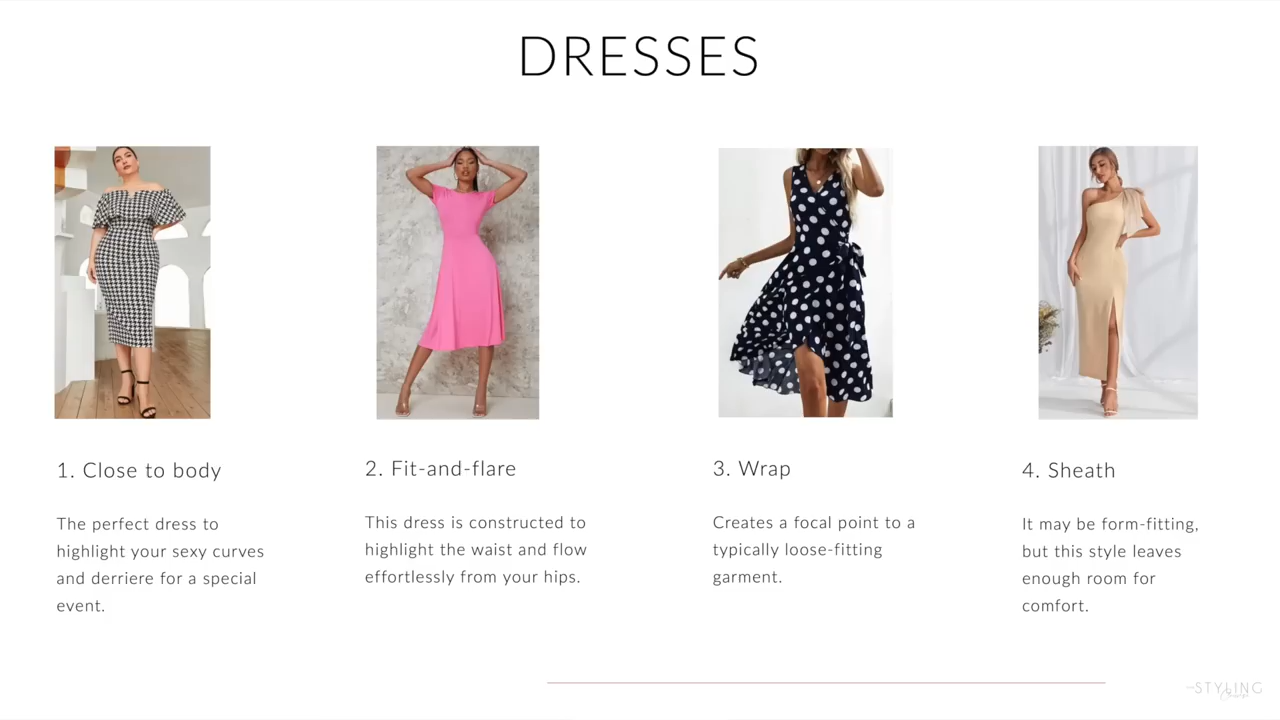 DRESSES
1. Close to body
The perfect dress to
highlight your sexy curves
and derriere for a special
event.
2. Fit-and-flare
This dress is constructed to
highlight the waist and flow
effortlessly from your hips.
3. Wrap
Creates a focal point to a
typically loose-fitting
garment.
4. Sheath
It may be form-fitting,
but this style leaves
enough room for
comfort.
STYLING